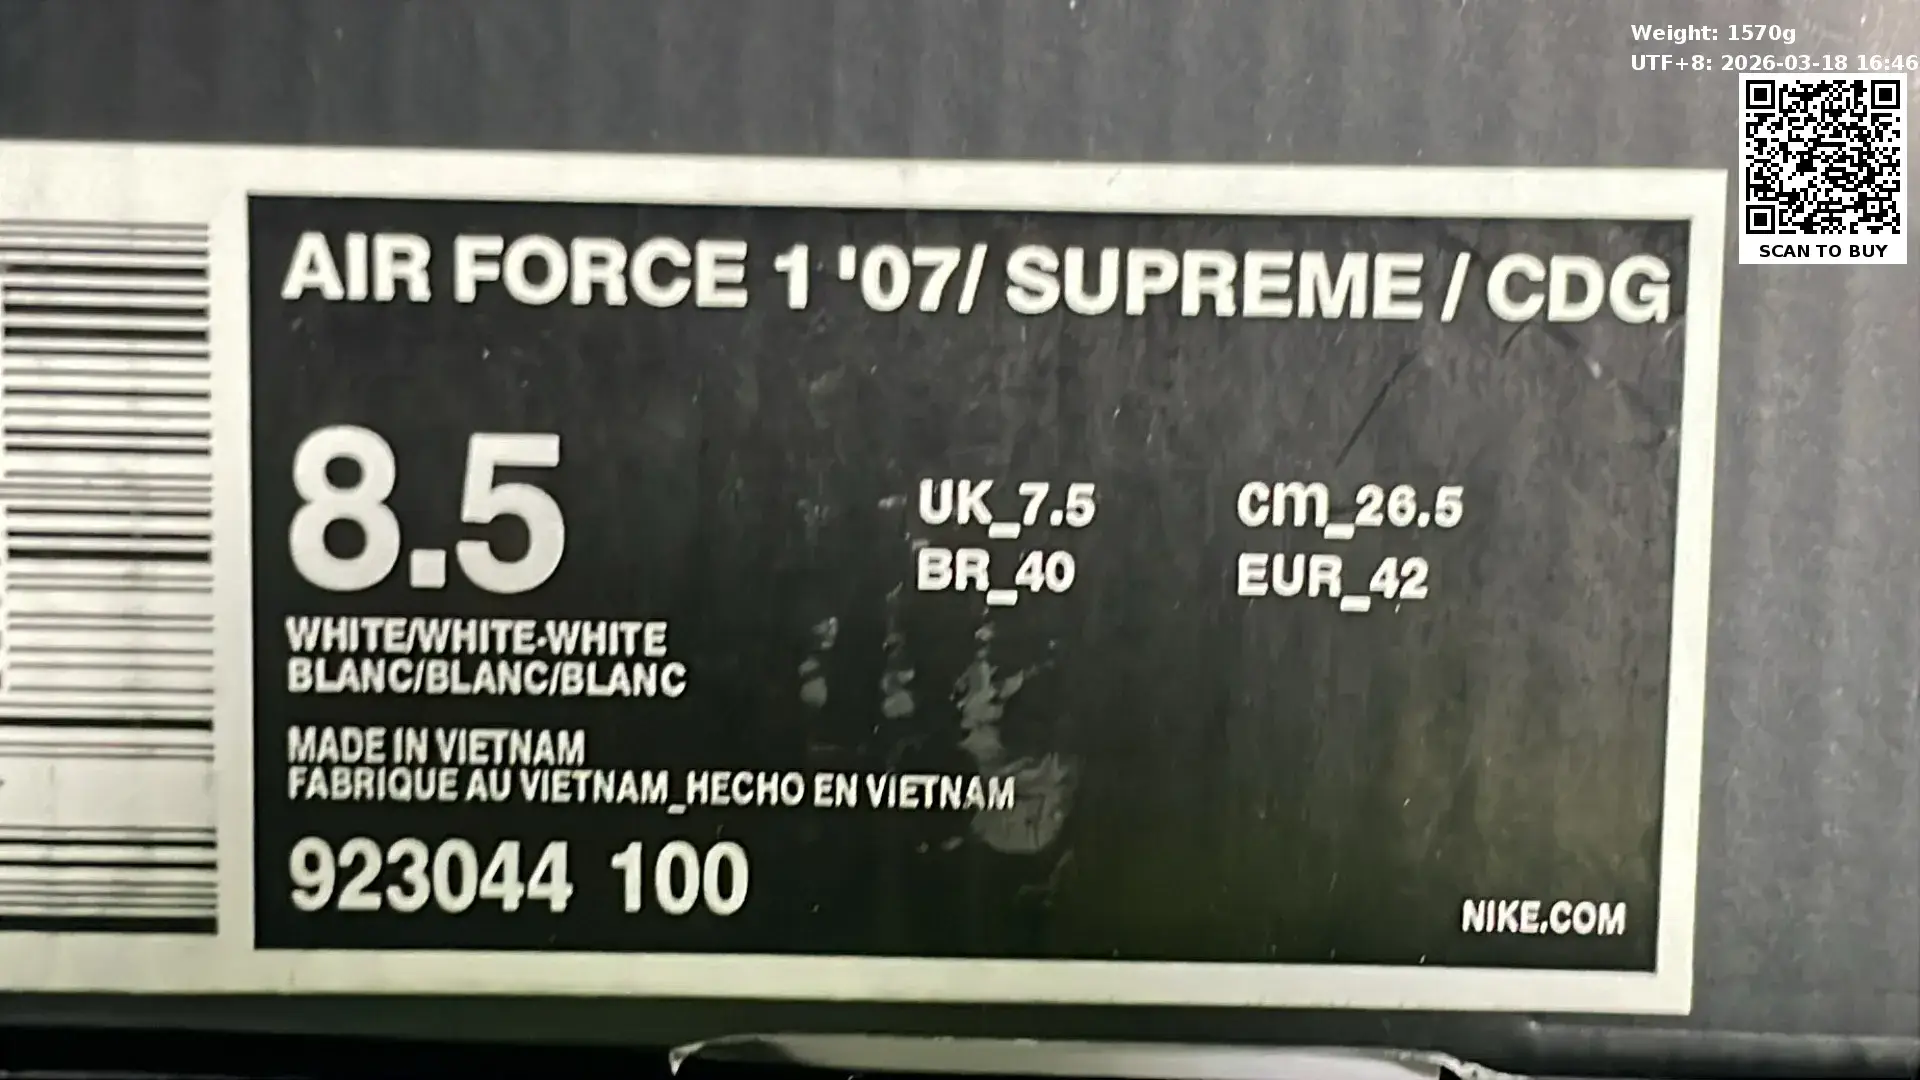 Weight: 1570g
UTF+8: 2026-03-18 16:46
SCAN TO BUY
AIR FORCE 1 '07/ SUPREME / CDG
8.5
UK_7.5
cm_26.5
BR_40
EUR_42
WHITE/WHITE-WHITE
BLANC/BLANC/BLANC
MADE IN VIETNAM
FABRIQUE AU VIETNAM_HECHO EN VIETNAM
923044 100
NIKE.COM